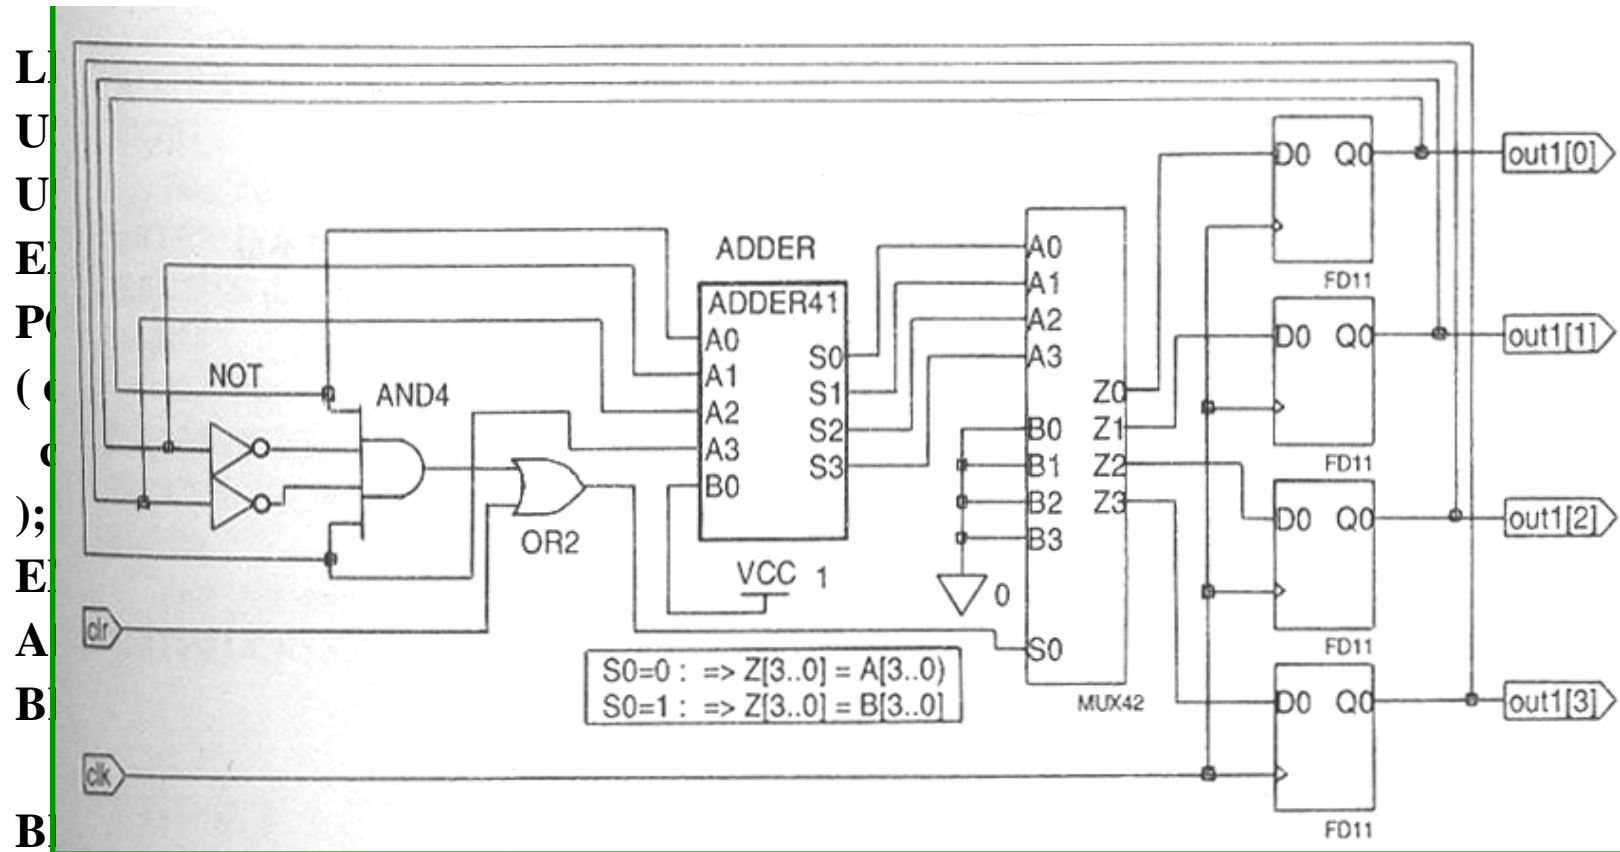 out1[0]
D0 Q0
FD11
ADDER
ADDER41
A0
A1
A2
A3
B0
S0
S1
S2
S3
A0
A1
A2
A3
B0
B1
B2
B3
Z0
Z1
Z2
Z3
S0
MUX42
NOT
AND4
OR2
VCC 1
0
clr
clk
S0=0 : => Z[3..0] = A[3..0)
S0=1 : => Z[3..0] = B[3..0]
D0 Q0
FD11
out1[1]
D0 Q0
FD11
out1[2]
D0 Q0
FD11
out1[3]
U
U
A
);